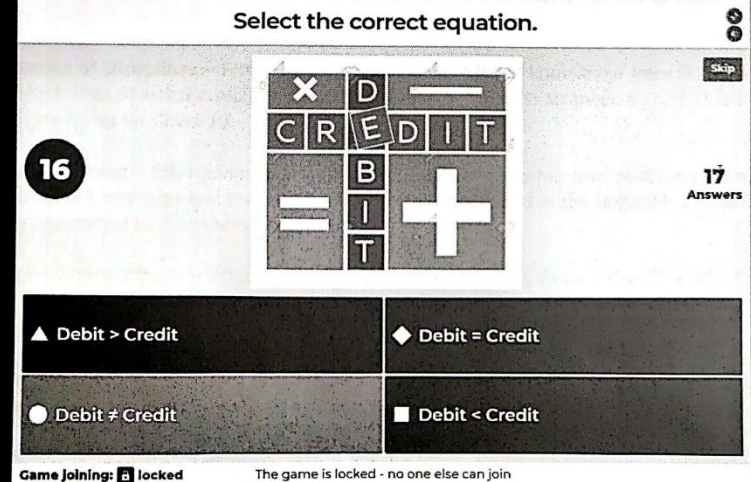 Select the correct equation.
Skip
× D —
CREDIT
B
= I +
T
16
17
Answers
▲ Debit > Credit
◆ Debit = Credit
● Debit ≠ Credit
■ Debit < Credit
Game joining: locked
The game is locked - no one else can join